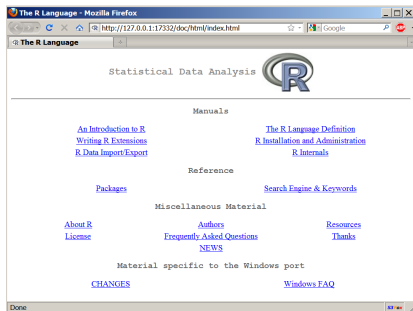 The R Language - Mozilla Firefox
http://127.0.0.1:17332/doc/html/index.html
Google
The R Language
Statistical Data Analysis R
Manuals
An Introduction to R The R Language Definition
Writing R Extensions R Installation and Administration
R Data Import/Export R Internals
Reference
Packages Search Engine & Keywords
Miscellaneous Material
About R Authors Resources
License Frequently Asked Questions Thanks
NEWS
Material specific to the Windows port
CHANGES Windows FAQ
Done